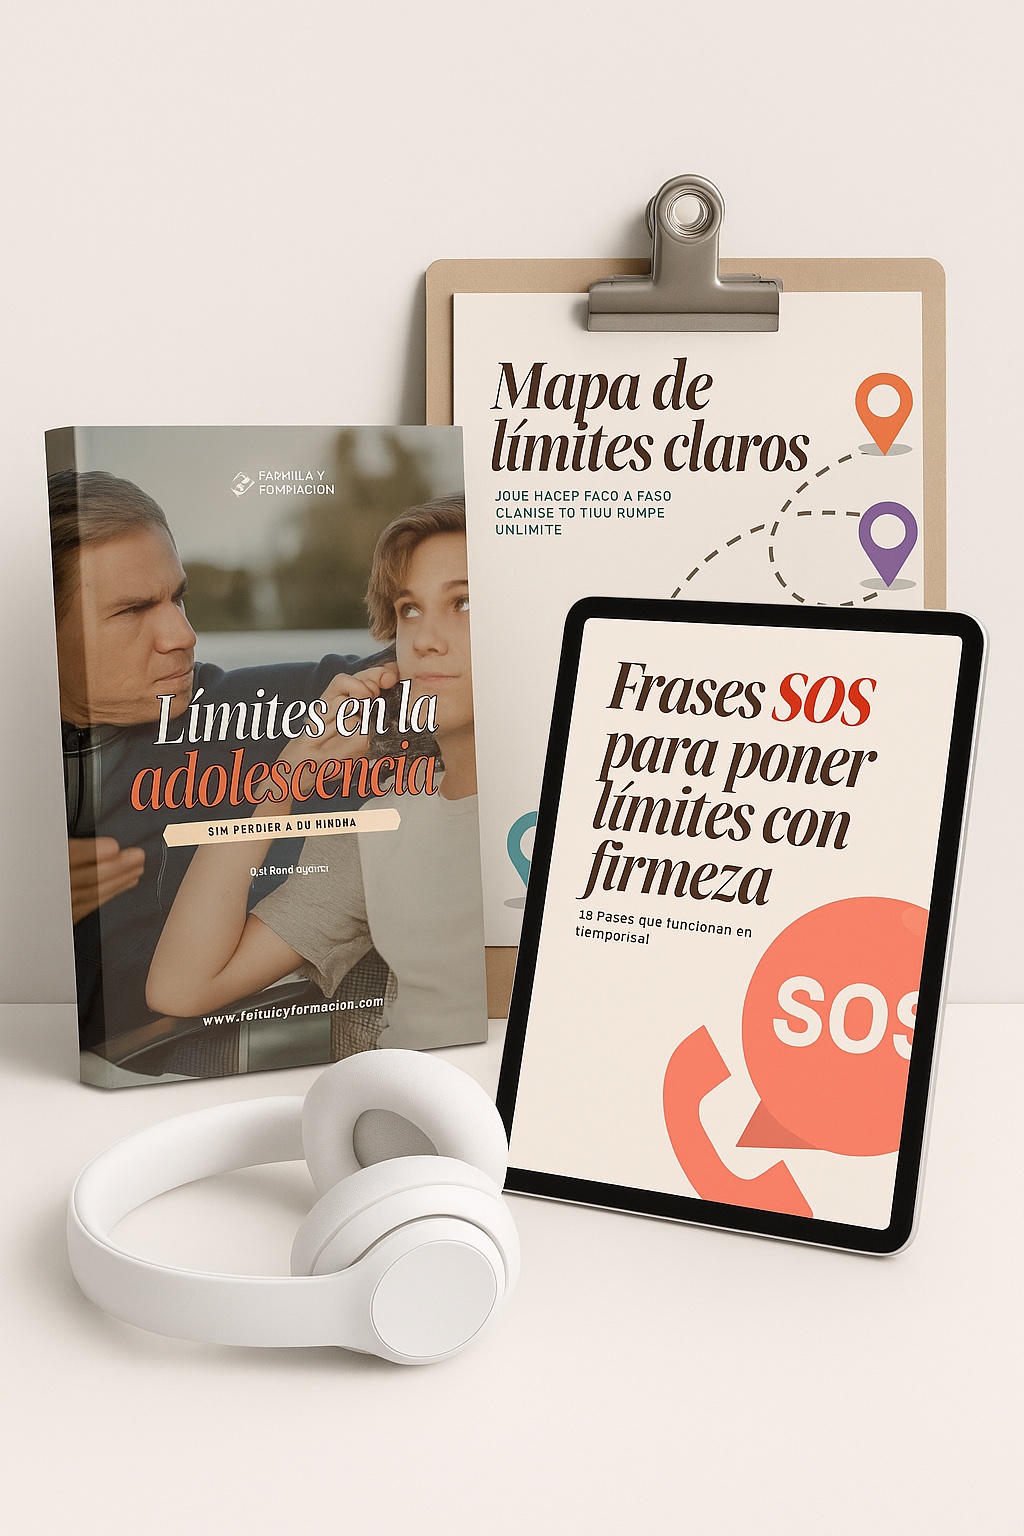 FARMILLA Y
FOMPIACION
Límites en la
adolescencia
SIM PERDIER A DU HINDHA
www.feituicyformacion.com
Mapa de
límites claros
JOUE HACEP FACO A FASO
CLANISE TO TIUU RUMPE
UNLIMITE
Frases SOS
para poner
límites con
firmeza
18 Pases que funcionan en
tiemporisal
SOS